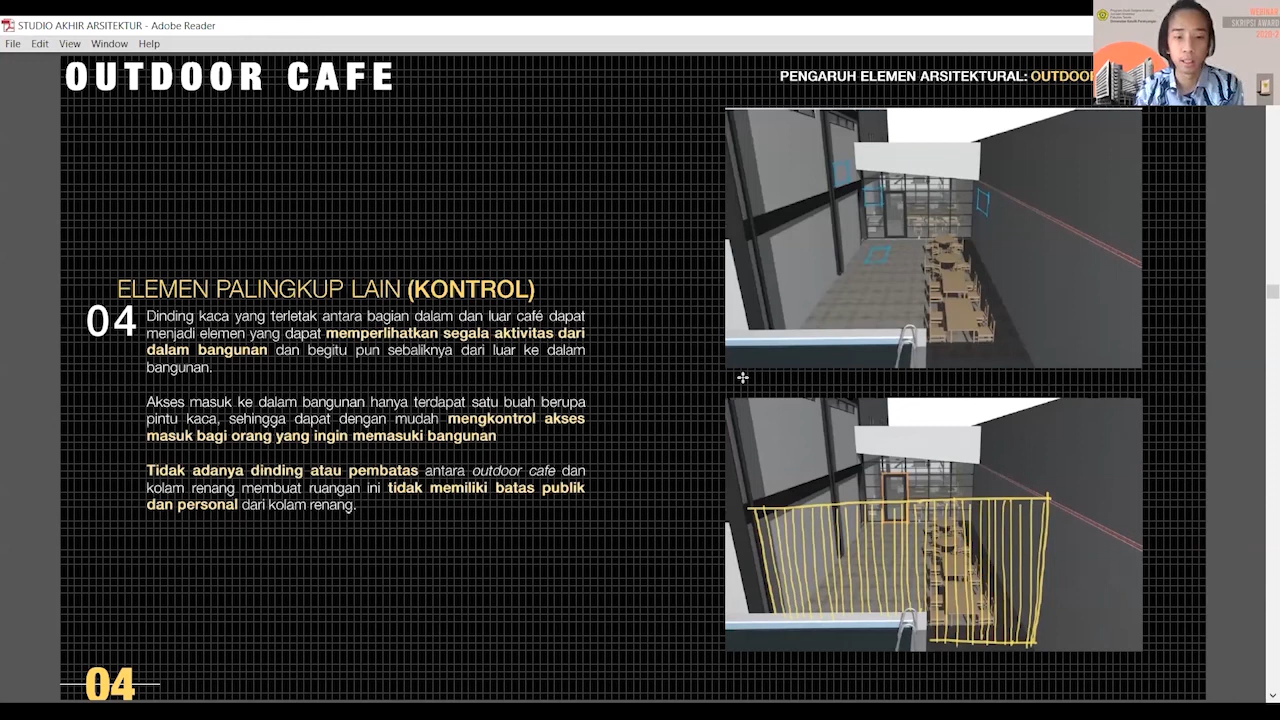 STUDIO AKHIR ARSITEKTUR - Adobe Reader
File Edit View Window Help
OUTDOOR CAFE
PENGARUH ELEMEN ARSITEKTURAL: OUTDOOR
WEBINAR
SKRIPSI AWARD
ELEMEN PALINGKUP LAIN (KONTROL)
04
Dinding kaca yang terletak antara bagian dalam dan luar café dapat
menjadi elemen yang dapat memperlihatkan segala aktivitas dari
dalam bangunan dan begitu pun sebaliknya dari luar ke dalam
bangunan.
Akses masuk ke dalam bangunan hanya terdapat satu buah berupa
pintu kaca, sehingga dapat dengan mudah mengkontrol akses
masuk bagi orang yang ingin memasuki bangunan
Tidak adanya dinding atau pembatas antara outdoor cafe dan
kolam renang membuat ruangan ini tidak memiliki batas publik
dan personal dari kolam renang.
04